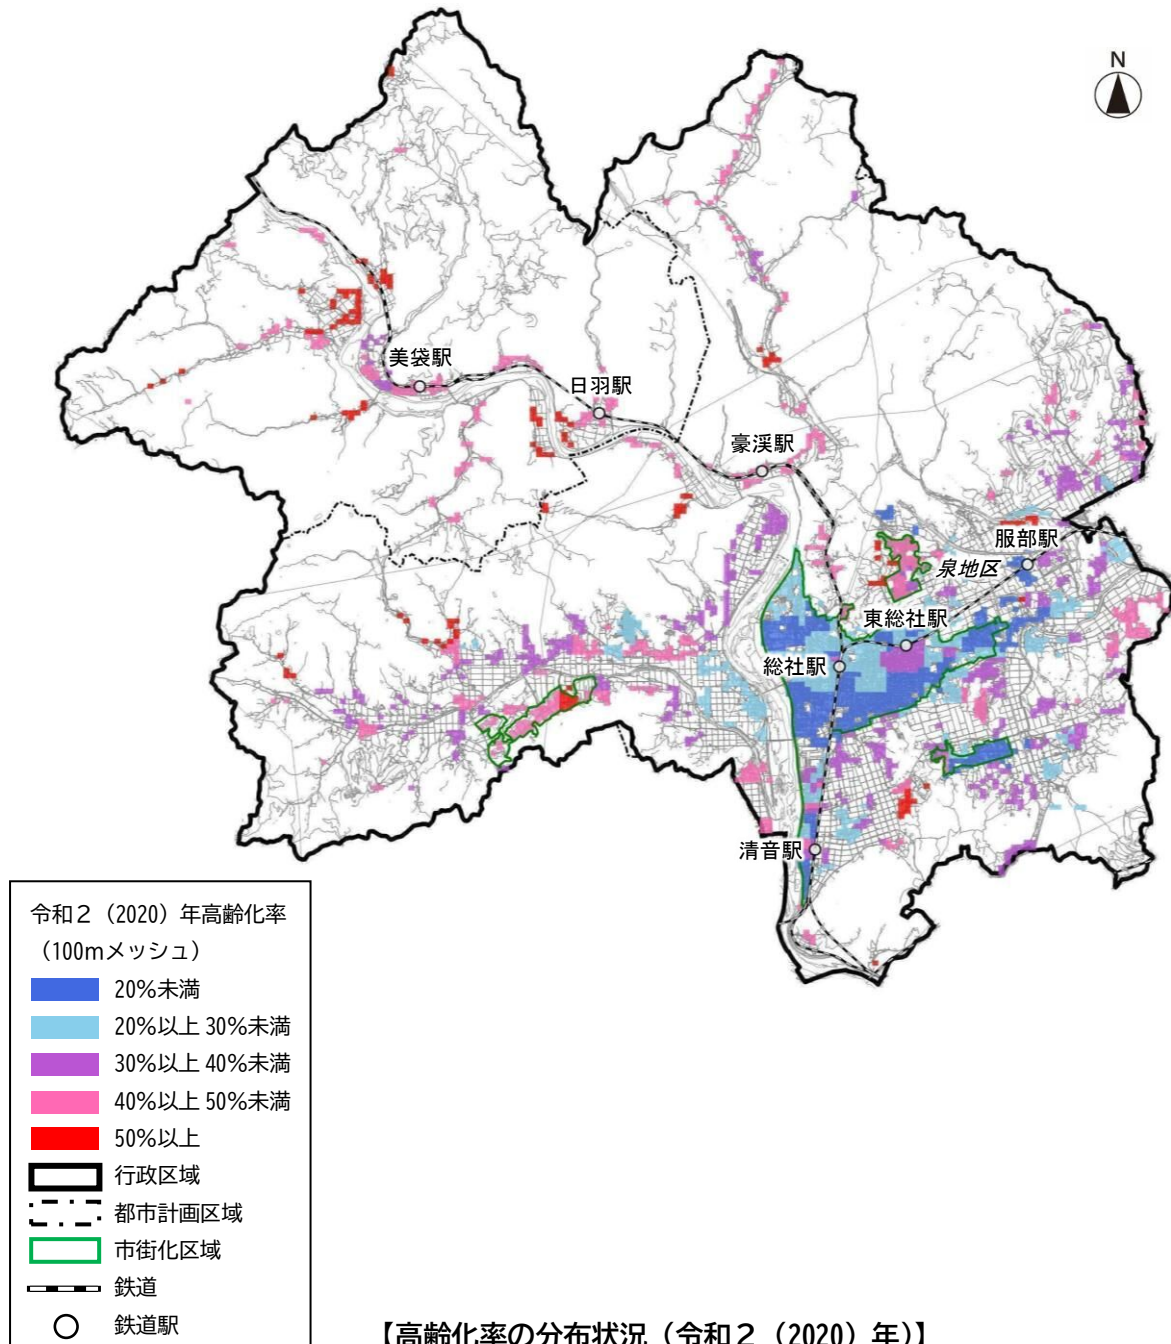 N
美袋駅
日羽駅
豪渓駅
服部駅
泉地区
東総社駅
総社駅
清音駅
令和2(2020)年高齢化率
(100mメッシュ)
20%未満
20%以上 30%未満
30%以上 40%未満
40%以上 50%未満
50%以上
行政区域
都市計画区域
市街化区域
鉄道
鉄道駅
【高齢化率の分布状況(令和2(2020)年)】